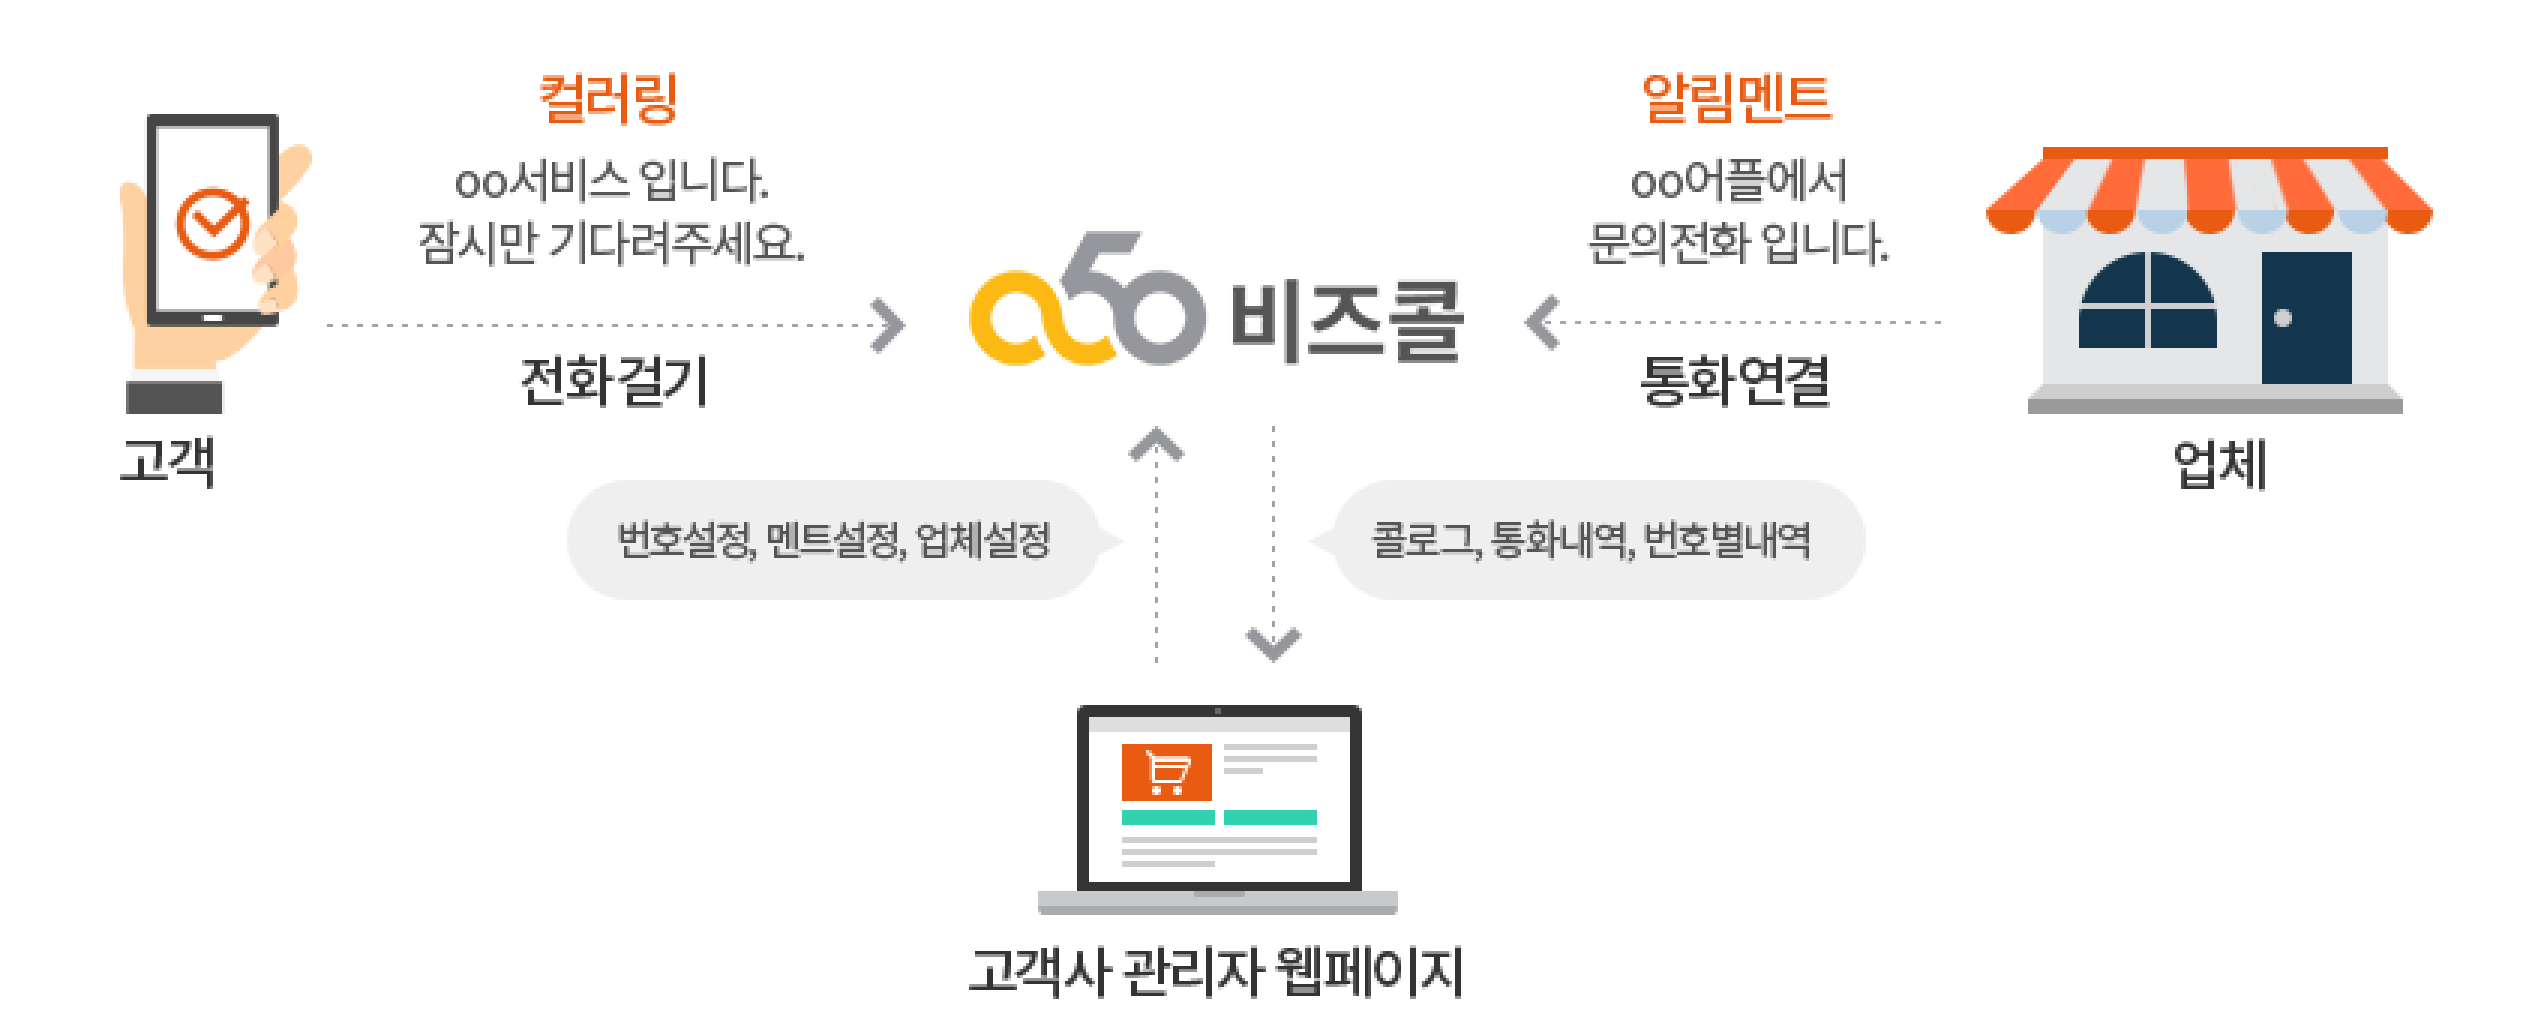 컬러링
oo서비스 입니다.
잠시만 기다려주세요.
전화걸기
고객
050 비즈콜
알림멘트
oo어플에서
문의전화 입니다.
통화연결
업체
번호설정, 멘트설정, 업체설정
콜로그, 통화내역, 번호별내역
고객사 관리자 웹페이지